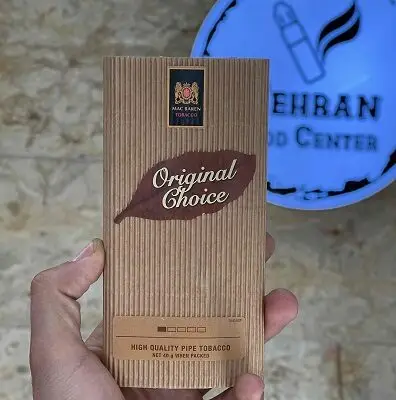 MAC BAREN
TOBACCO
Original
Choice
HIGH QUALITY PIPE TOBACCO
NET 40 g WHEN PACKED
EHRAN
OD CENTER